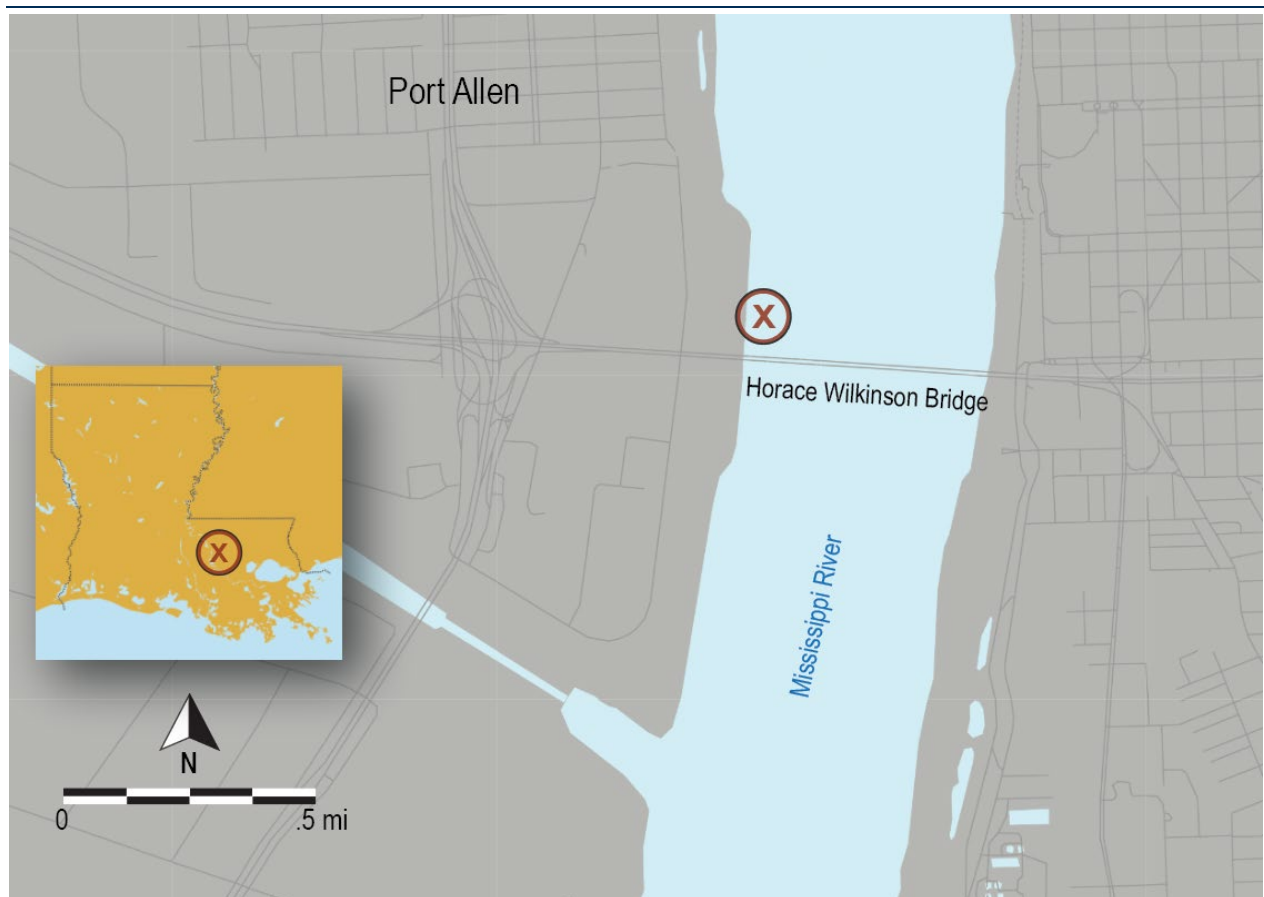 Port Allen
X
Horace Wilkinson Bridge
X
Mississippi River
N
0 .5 mi